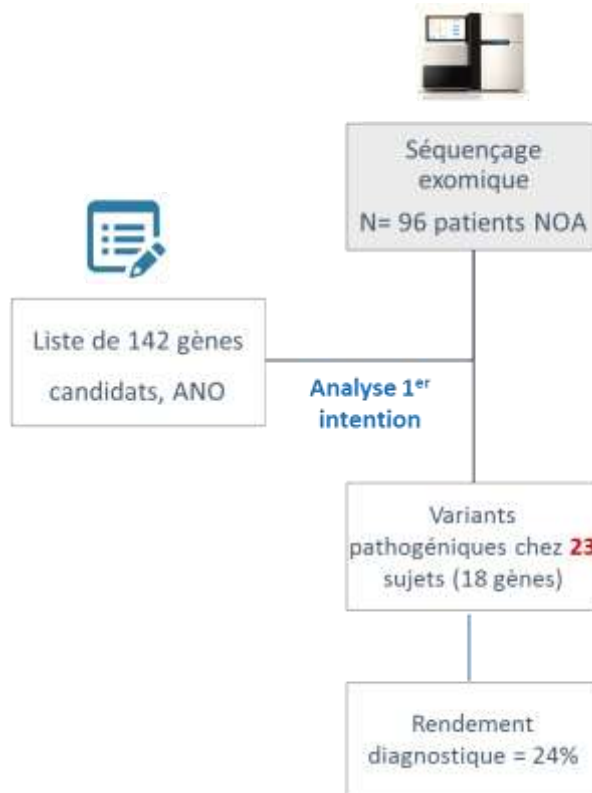 Séquençage
exomique
N= 96 patients NOA
Liste de 142 gènes
candidats, ANO
Analyse 1er
intention
Variants
pathogéniques chez 23
sujets (18 gènes)
Rendement
diagnostique = 24%